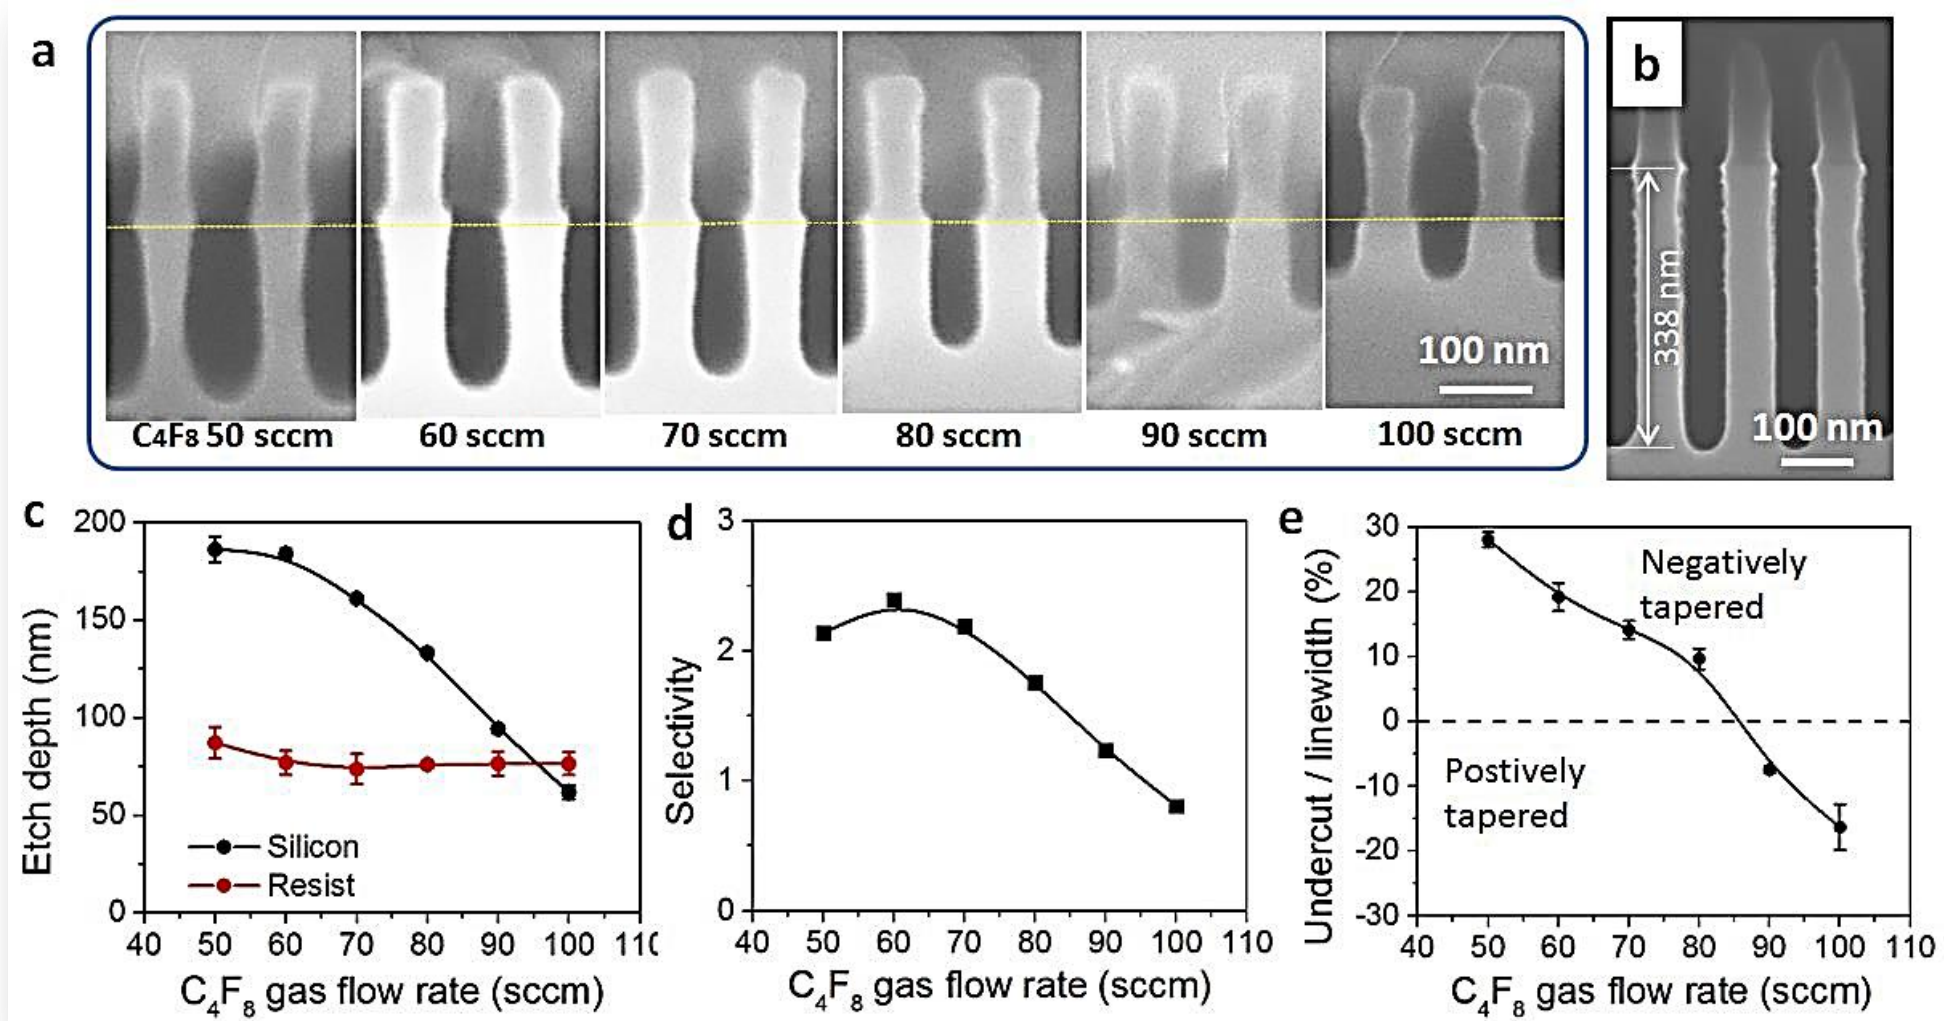 a
C4F8 50 sccm
60 sccm
70 sccm
80 sccm
90 sccm
100 sccm
100 nm
b
338 nm
100 nm
c
Etch depth (nm)
200
150
100
50
0
Silicon
Resist
40 50 60 70 80 90 100 110
C₄F₈ gas flow rate (sccm)
d
Selectivity
3
2
1
0
40 50 60 70 80 90 100 110
C₄F₈ gas flow rate (sccm)
e
Undercut / linewidth (%)
30
20
10
0
-10
-20
-30
Negatively
tapered
Postively
tapered
40 50 60 70 80 90 100 110
C₄F₈ gas flow rate (sccm)